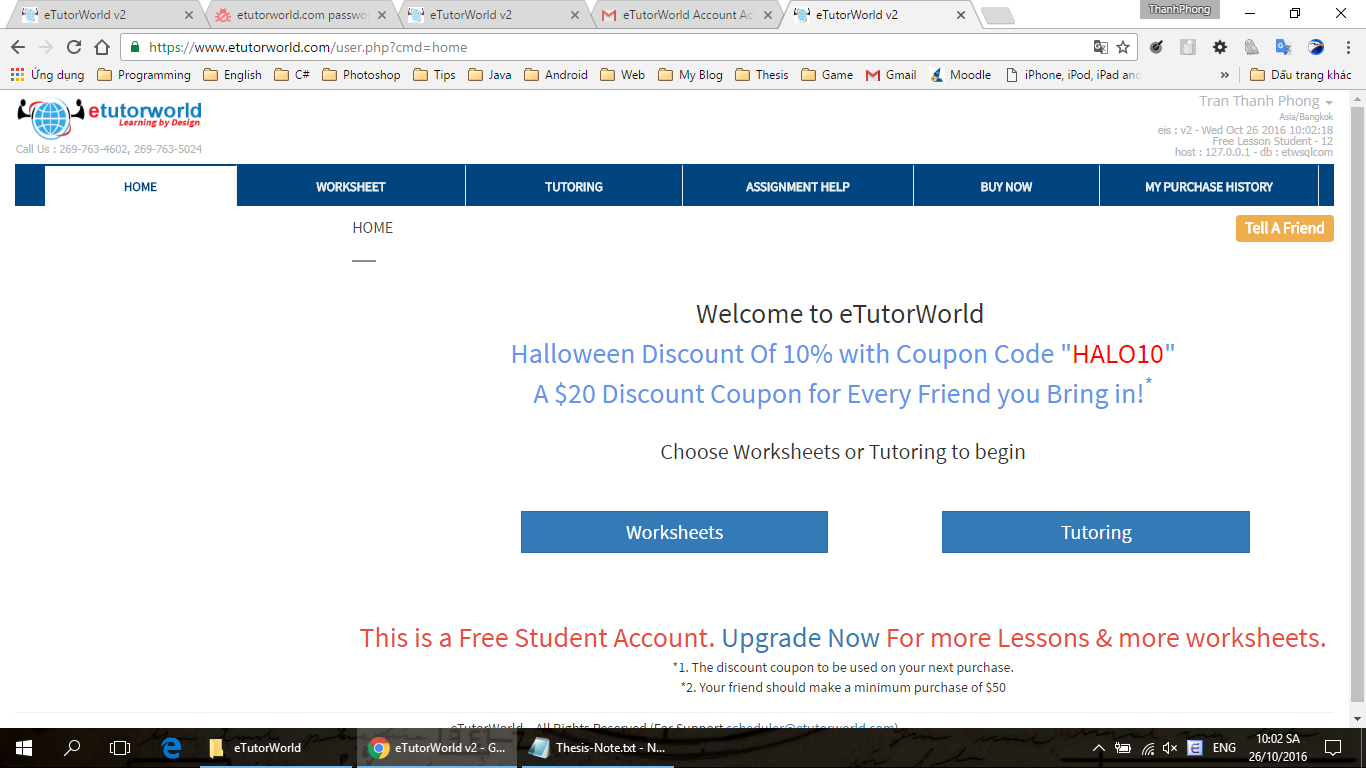 eTutorWorld v2
etutorworld.com passwo
eTutorWorld v2
eTutorWorld Account Ac
eTutorWorld v2
ThanhPhong
https://www.etutorworld.com/user.php?cmd=home
Ứng dụng Programming English C# Photoshop Tips Java Android Web My Blog Thesis Game Gmail Moodle iPhone, iPod, iPad and » Dấu trang khác
etutorworld
Learning by Design
Call Us : 269-763-4602, 269-763-5024
Tran Thanh Phong
Asia/Bangkok
eis : v2 - Wed Oct 26 2016 10:02:18
Free Lesson Student - 12
host : 127.0.0.1 - db : etwsqlcom
HOME WORKSHEET TUTORING ASSIGNMENT HELP BUY NOW MY PURCHASE HISTORY
HOME
Tell A Friend
Welcome to eTutorWorld
Halloween Discount Of 10% with Coupon Code "HALO10"
A $20 Discount Coupon for Every Friend you Bring in!*
Choose Worksheets or Tutoring to begin
Worksheets Tutoring
This is a Free Student Account. Upgrade Now For more Lessons & more worksheets.
*1. The discount coupon to be used on your next purchase.
*2. Your friend should make a minimum purchase of $50
eTutorWorld - All Rights Reserved (For Support scheduler@etutorworld.com)
eTutorWorld
eTutorWorld v2 - G...
Thesis-Note.txt - N...
ENG
10:02 SA
26/10/2016